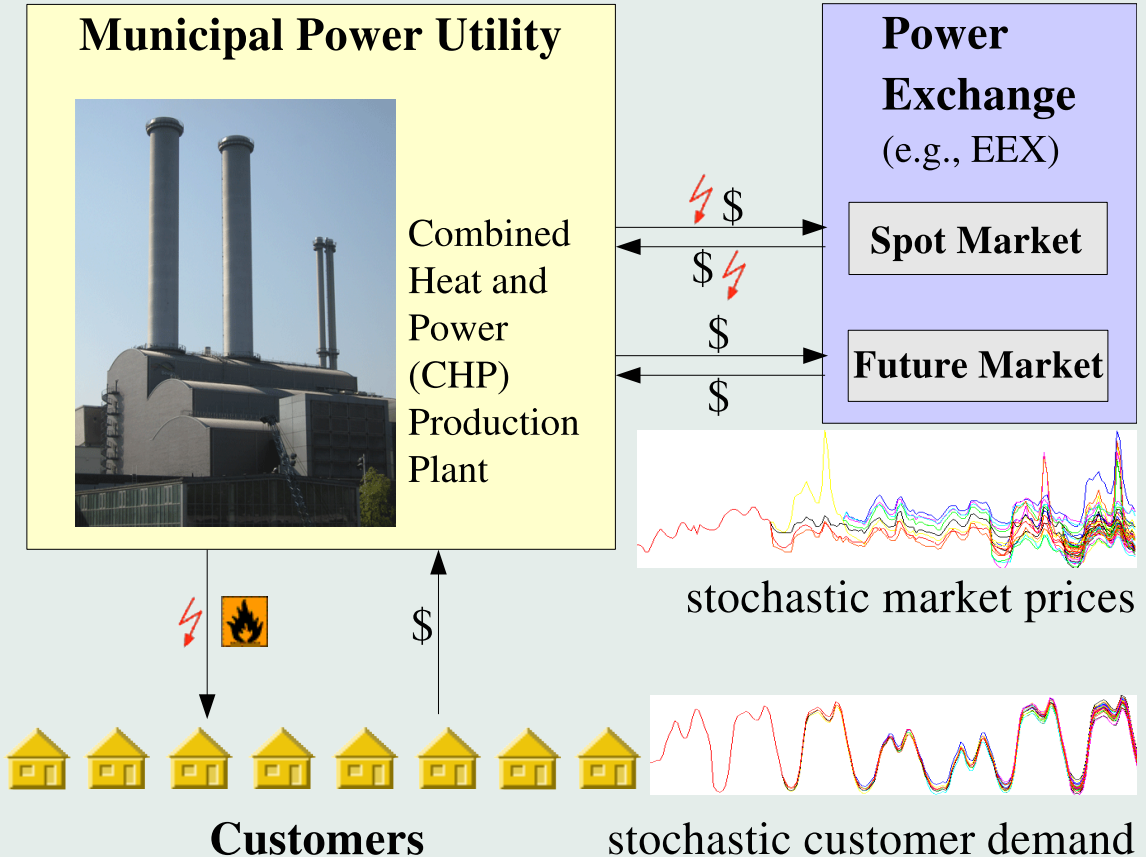 Municipal Power Utility
Combined
Heat and
Power
(CHP)
Production
Plant
Power
Exchange
(e.g., EEX)
$
Spot Market
$
$
Future Market
$
stochastic market prices
$
Customers
stochastic customer demand